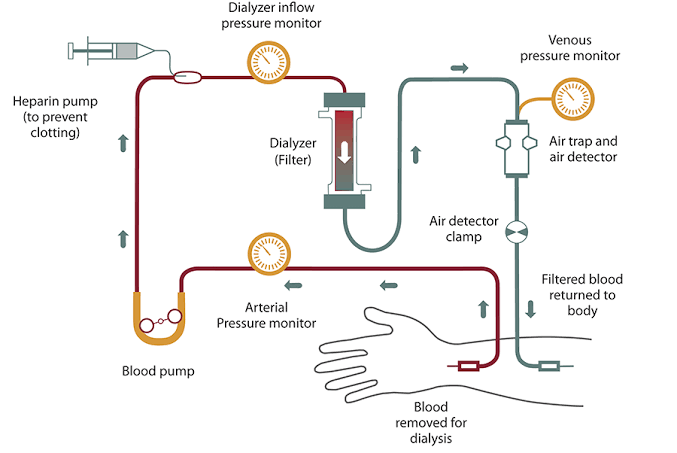 Dialyzer inflow
pressure monitor
Venous
pressure monitor
Heparin pump
(to prevent
clotting)
Dialyzer
(Filter)
Air trap and
air detector
Air detector
clamp
Filtered blood
returned to
body
Arterial
Pressure monitor
Blood pump
Blood
removed for
dialysis